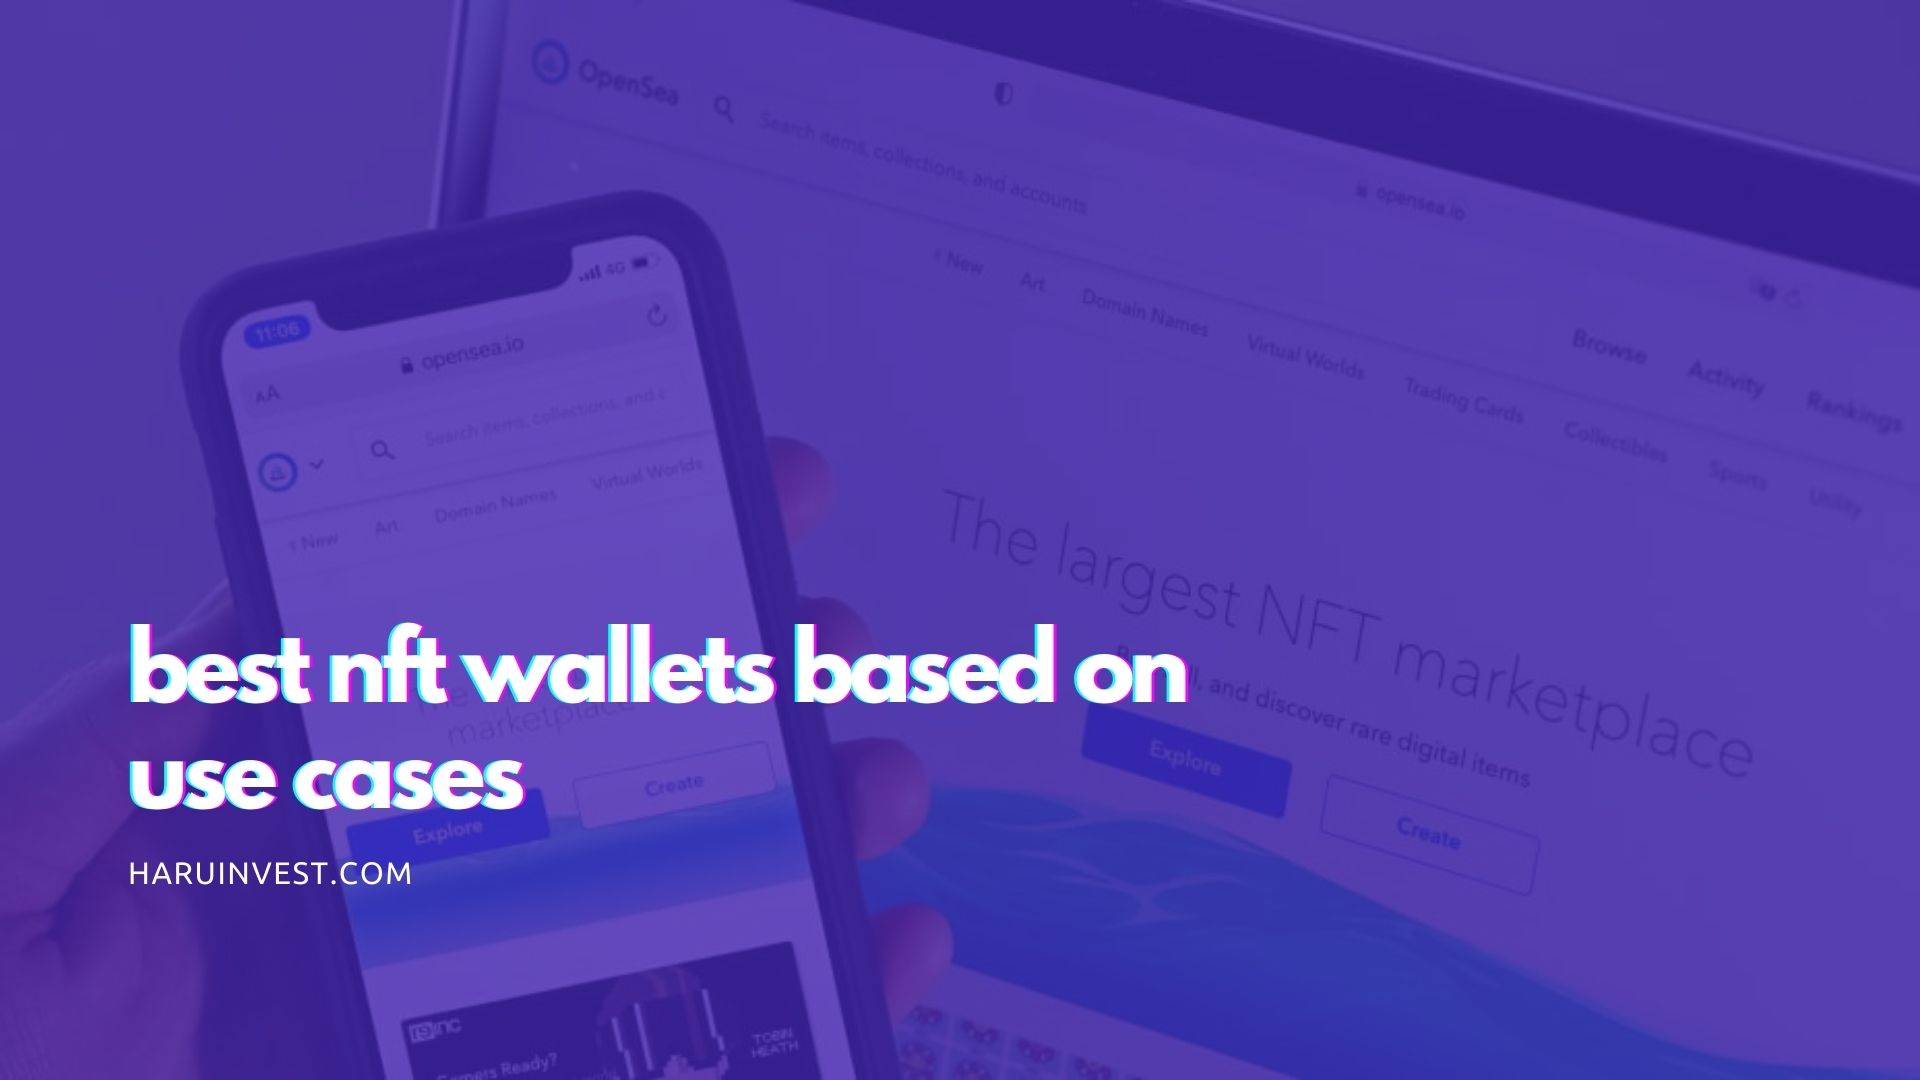 OpenSea
Search items, collections, and accounts
opensea.io
New Art Domain Names Virtual Worlds Trading Cards Collectibles Sports Utility
Browse Activity Rankings
The largest NFT marketplace
and discover rare digital items
Explore Create
11:06 4G
AA opensea.io
Search items, collections, and c
New Art Domain Names Virtual Worlds
marketplace
Explore Create
best nft wallets based on
use cases
HARUINVEST.COM
TOBIN
HEATH
Ready?